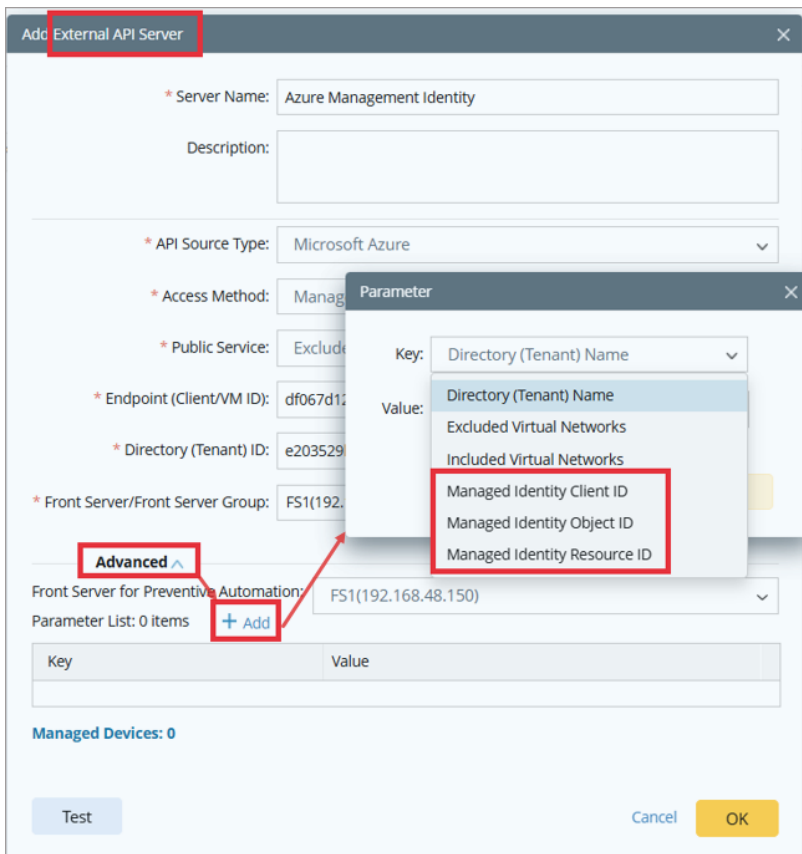 Add External API Server
* Server Name: Azure Management Identity
Description:
* API Source Type: Microsoft Azure
* Access Method:
* Public Service:
* Endpoint (Client/VM ID):
* Directory (Tenant) ID:
* Front Server/Front Server Group:
Parameter
Key: Directory (Tenant) Name
Value:
Directory (Tenant) Name
Excluded Virtual Networks
Included Virtual Networks
Managed Identity Client ID
Managed Identity Object ID
Managed Identity Resource ID
Advanced
Front Server for Preventive Automation: FS1(192.168.48.150)
Parameter List: 0 items + Add
Key Value
Managed Devices: 0
Test Cancel OK